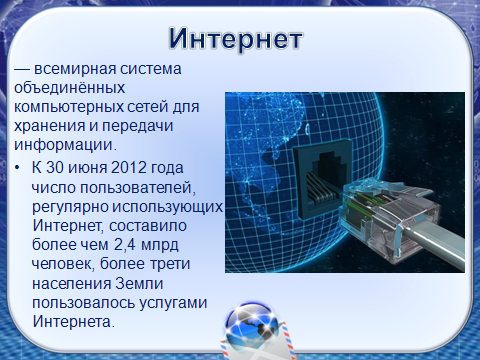 Интернет
— всемирная система
объединённых
компьютерных сетей для
хранения и передачи
информации.
• К 30 июня 2012 года
число пользователей,
регулярно использующих
Интернет, составило
более чем 2,4 млрд
человек, более трети
населения Земли
пользовалось услугами
Интернета.